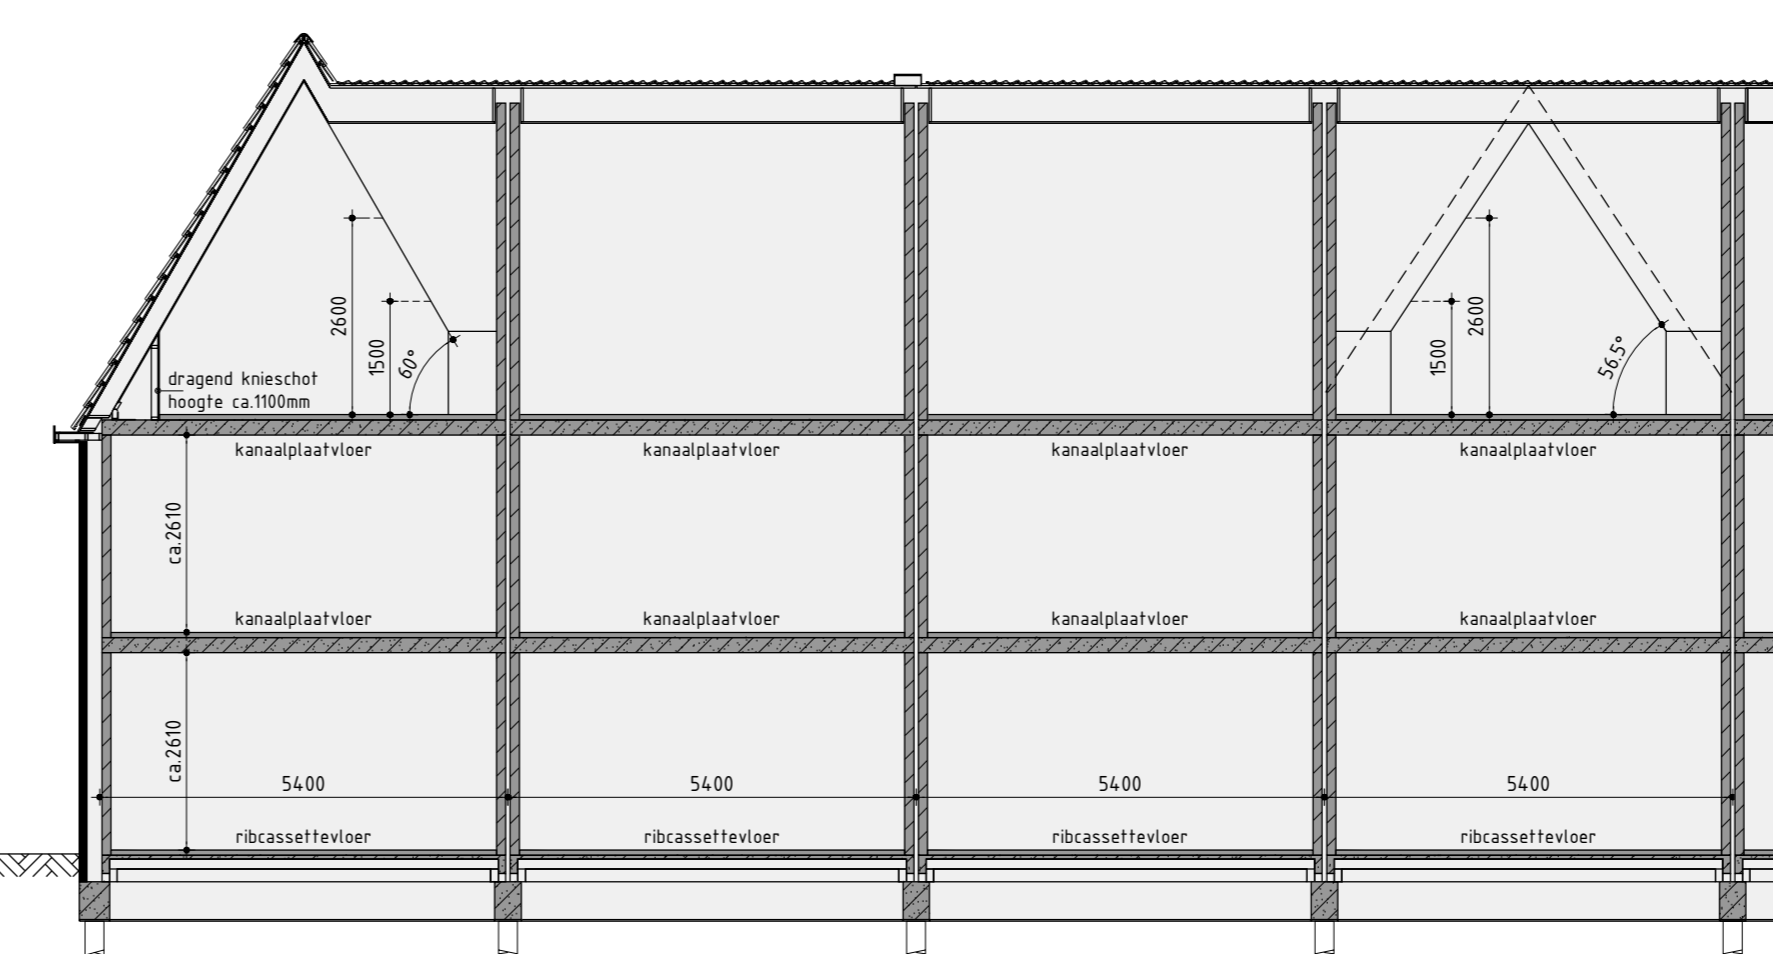 2600
1500
60°
2600
1500
56.5°
dragend knieschot
hoogte ca.1100mm
kanaalplaatvloer
kanaalplaatvloer
kanaalplaatvloer
kanaalplaatvloer
ca.2610
kanaalplaatvloer
kanaalplaatvloer
kanaalplaatvloer
kanaalplaatvloer
ca.2610
5400
5400
5400
5400
ribcassettevloer
ribcassettevloer
ribcassettevloer
ribcassettevloer